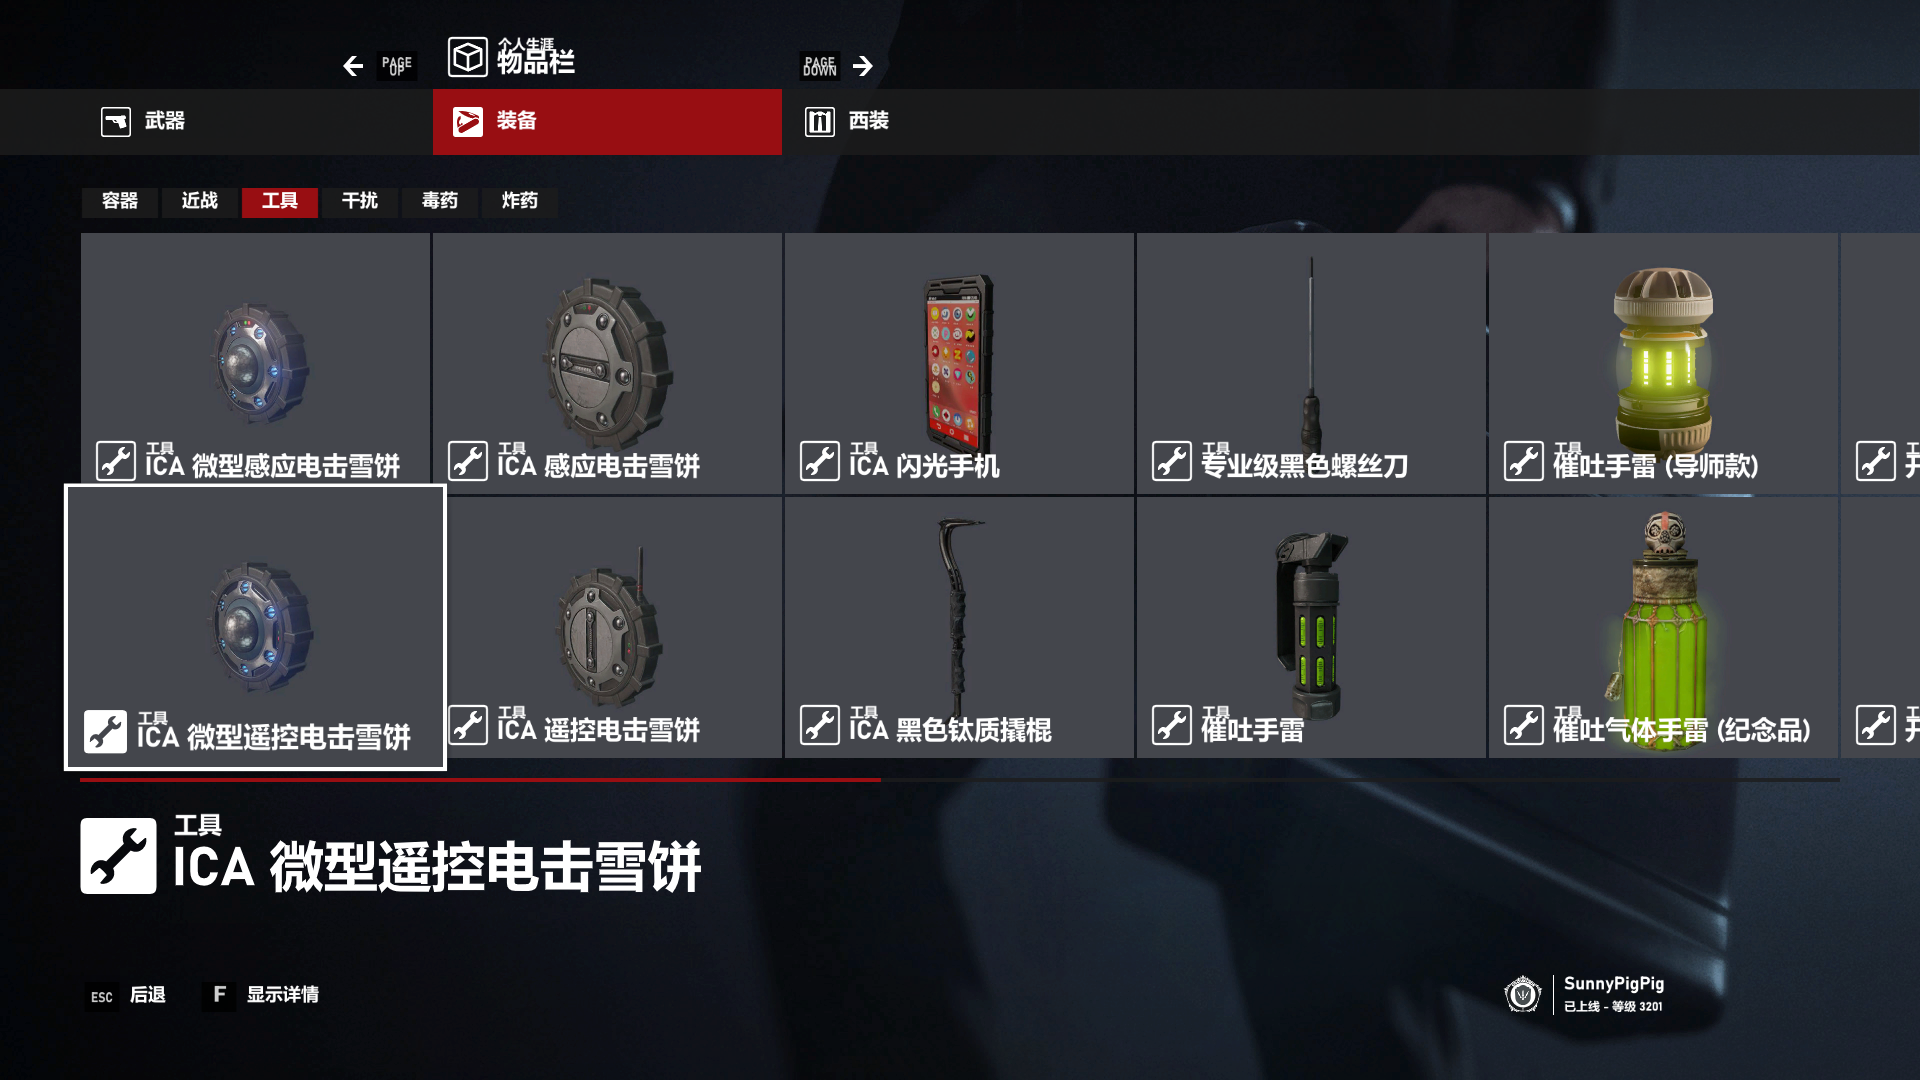 PAGE UP
个人生涯
物品栏
PAGE DOWN
武器
装备
西装
容器
近战
工具
干扰
毒药
炸药
工具
ICA 微型感应电击雪饼
工具
ICA 感应电击雪饼
工具
ICA 闪光手机
工具
专业级黑色螺丝刀
工具
催吐手雷 (导师款)
工具
ICA 微型遥控电击雪饼
工具
ICA 遥控电击雪饼
工具
ICA 黑色钛质撬棍
工具
催吐手雷
工具
催吐气体手雷 (纪念品)
工具
ICA 微型遥控电击雪饼
ESC 后退
F 显示详情
SunnyPigPig
已上线 - 等级 3201